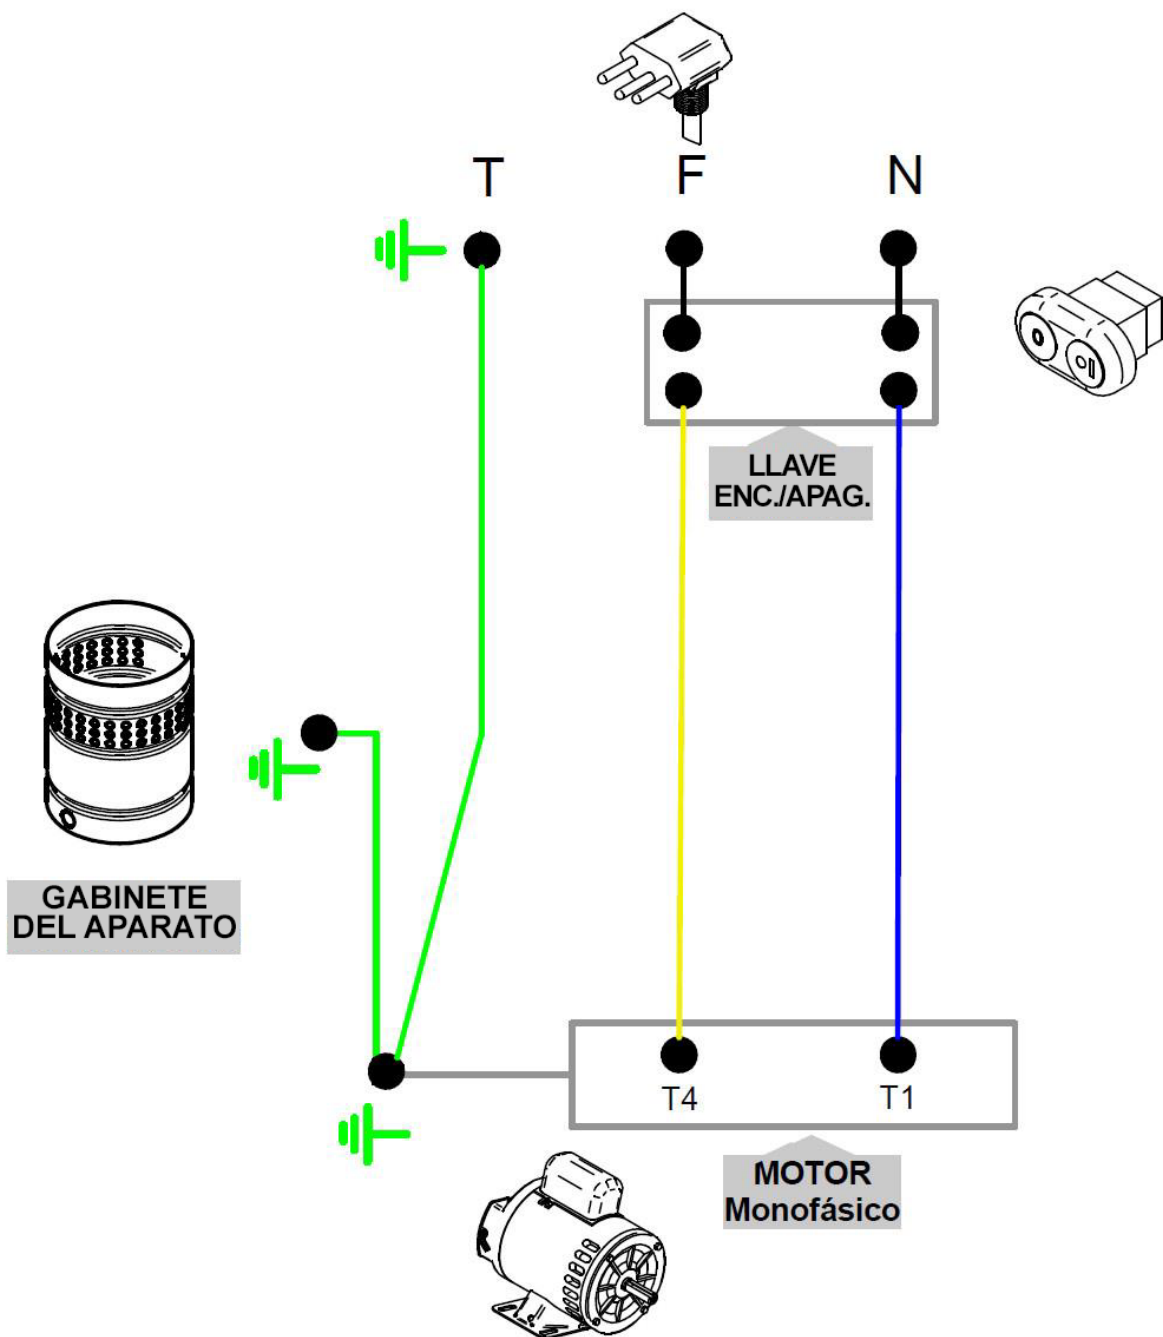 T F N
LLAVE
ENC./APAG.
GABINETE
DEL APARATO
T4 T1
MOTOR
Monofásico